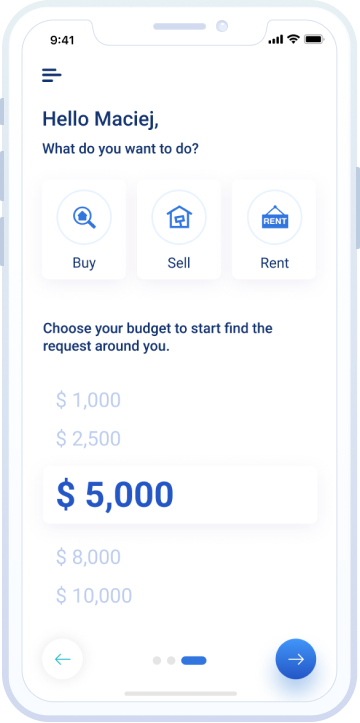 9:41
Hello Maciej,
What do you want to do?
RENT
Buy
Sell
Rent
Choose your budget to start find the
request around you.
$ 1,000
$ 2,500
$ 5,000
$ 8,000
$ 10,000